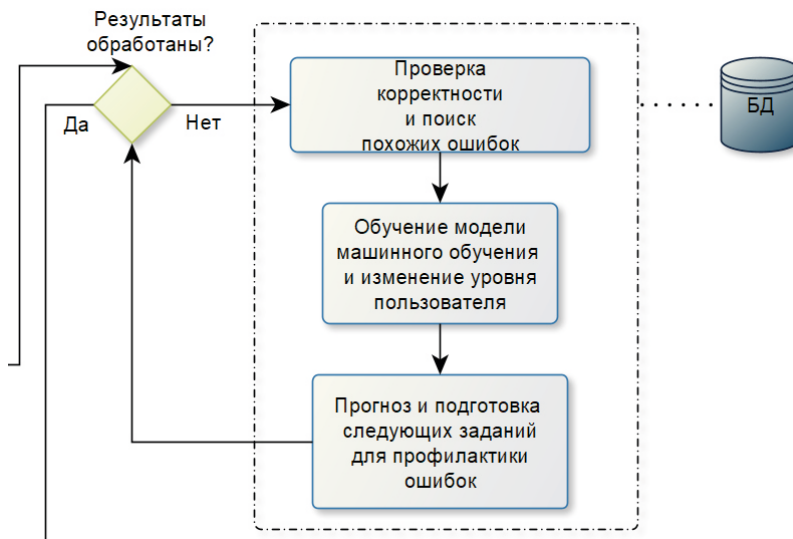 Результаты
обработаны?
Да
Нет
Проверка
корректности
и поиск
похожих ошибок
БД
Обучение модели
машинного обучения
и изменение уровня
пользователя
Прогноз и подготовка
следующих заданий
для профилактики
ошибок